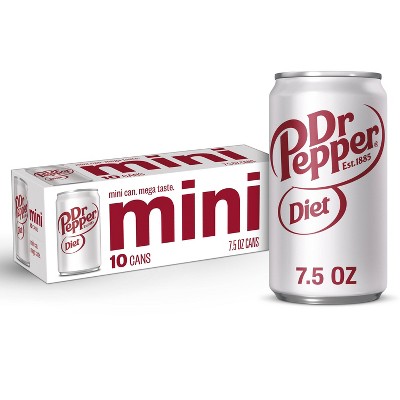 mini can. mega taste.
mini
10 CANS
7.5 OZ CANS
Dr
Pepper
Diet
mini
Dr
Pepper
Est. 1885
Diet
7.5 OZ